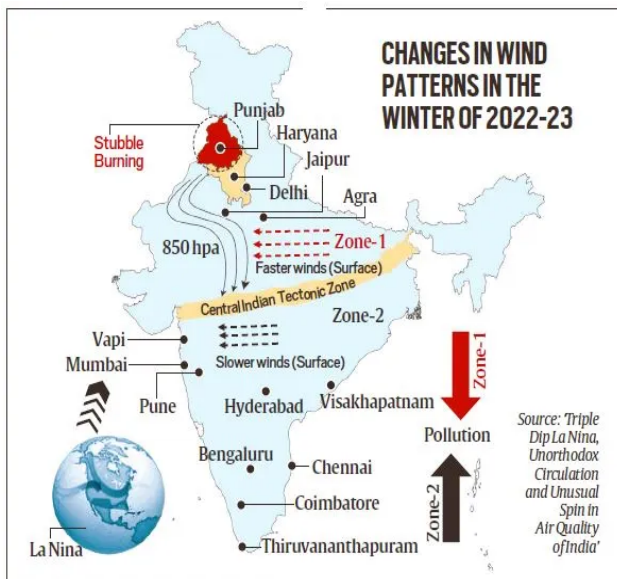 CHANGES IN WIND
PATTERNS IN THE
WINTER OF 2022-23
Punjab
Haryana
Stubble
Burning
Jaipur
Delhi
Agra
850 hpa
Zone-1
Faster winds (Surface)
Central Indian Tectonic Zone
Zone-2
Vapi
Slower winds (Surface)
Mumbai
Pune
Hyderabad
Visakhapatnam
Zone-1
Pollution
Zone-2
Bengaluru
Chennai
Coimbatore
La Nina
Thiruvananthapuram
Source: 'Triple
Dip La Nina,
Unorthodox
Circulation
and Unusual
Spin in
Air Quality
of India'